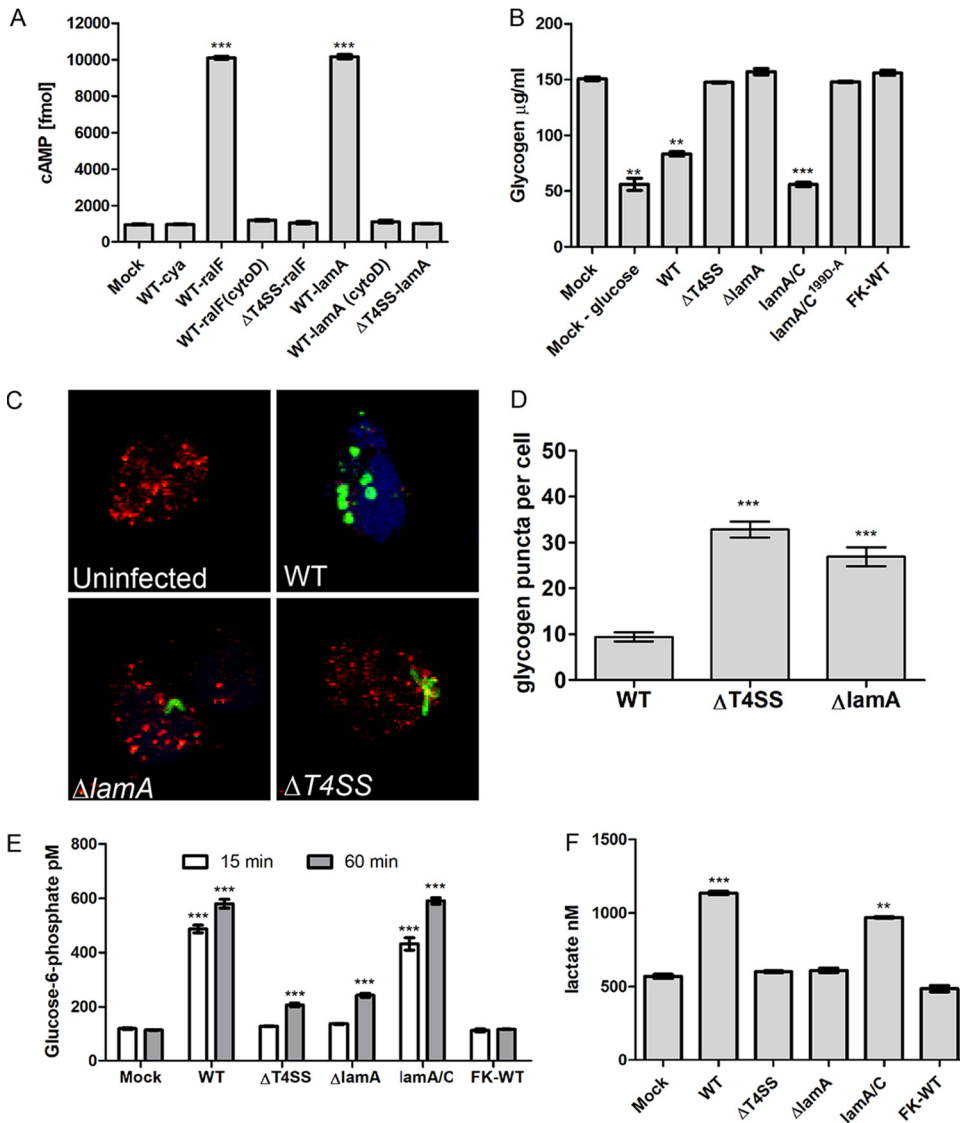 A
cAMP [fmol]
12000
10000
8000
6000
4000
2000
0
***
***
Mock
WT-cya
WT-ralF
WT-ralF(cytoD)
ΔT4SS-ralF
WT-lamA
WT-lamA (cytoD)
ΔT4SS-lamA
B
Glycogen μg/ml
200
150
100
50
0
**
**
***
Mock
Mock - glucose
WT
ΔT4SS
ΔlamA
lamA/C
lamA/C199D-A
FK-WT
C
Uninfected
WT
ΔlamA
ΔT4SS
D
glycogen puncta per cell
50
40
30
20
10
0
***
***
WT
ΔT4SS
ΔlamA
E
Glucose-6-phosphate pM
800
600
400
200
0
15 min
60 min
***
***
***
***
***
***
Mock
WT
ΔT4SS
ΔlamA
lamA/C
FK-WT
F
lactate nM
1500
1000
500
0
***
**
Mock
WT
ΔT4SS
ΔlamA
lamA/C
FK-WT